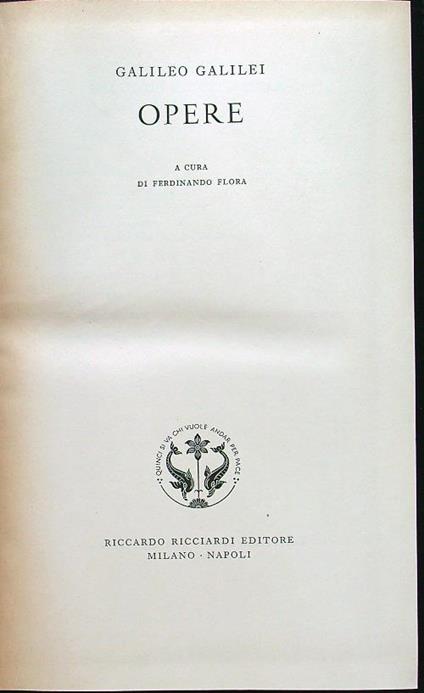 GALILEO GALILEI
OPERE
A CURA
DI FERDINANDO FLORA
QUINCI SI VA CHI VUOLE ANDAR PER PACE
RICCARDO RICCIARDI EDITORE
MILANO · NAPOLI